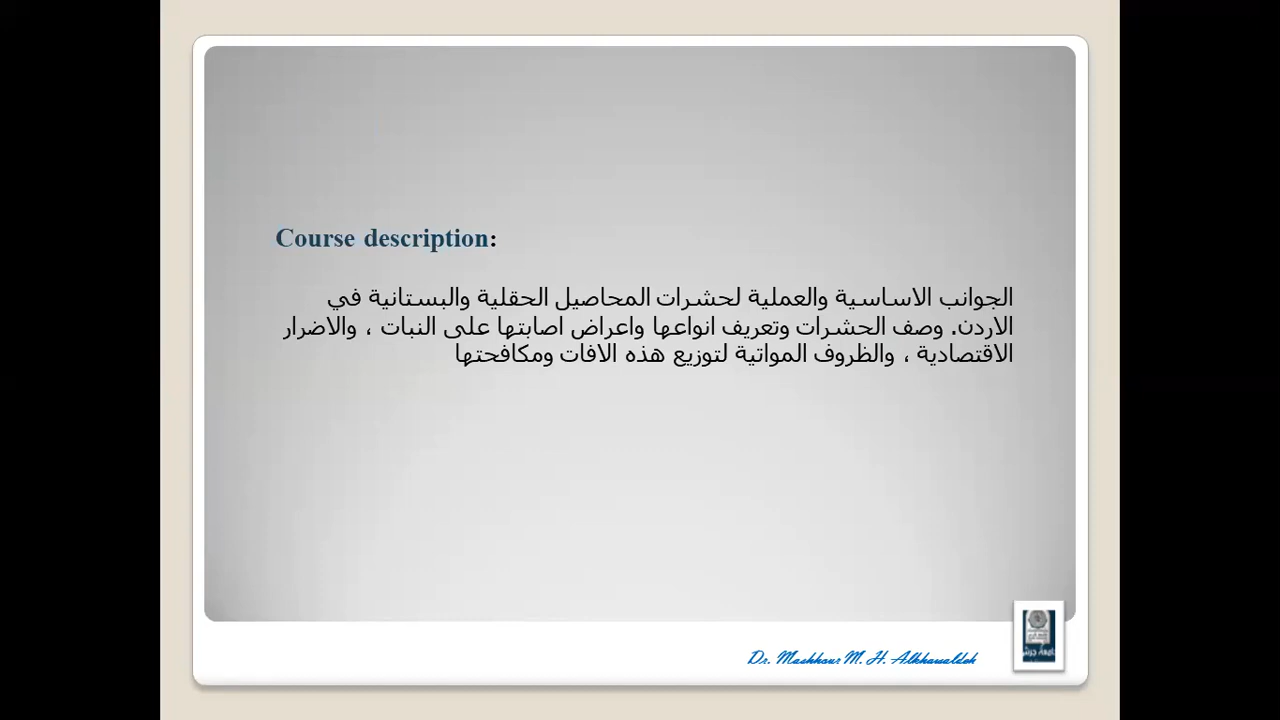 Course description:
الجوانب الاساسية والعملية لحشرات المحاصيل الحقلية والبستانية في
الاردن. وصف الحشرات وتعريف انواعها واعراض اصابتها على النبات ، والاضرار
الاقتصادية ، والظروف المواتية لتوزيع هذه الافات ومكافحتها
Dr. Mashhour M. H. Alkhawaldeh